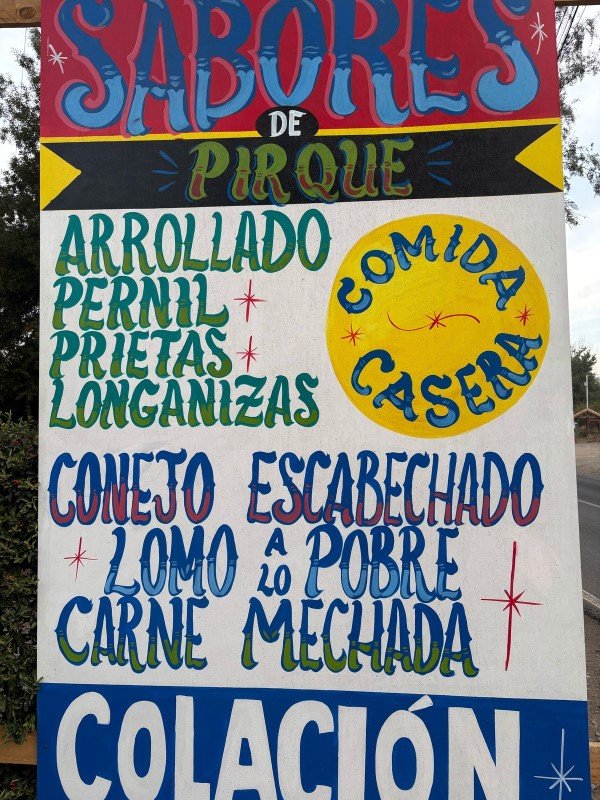 SABORES
DE
PIRQUE
ARROLLADO
PERNIL
PRIETAS
LONGANIZAS
COMIDA
CASERA
CONEJO ESCABECHADO
LOMO A LO POBRE
CARNE MECHADA
COLACIÓN